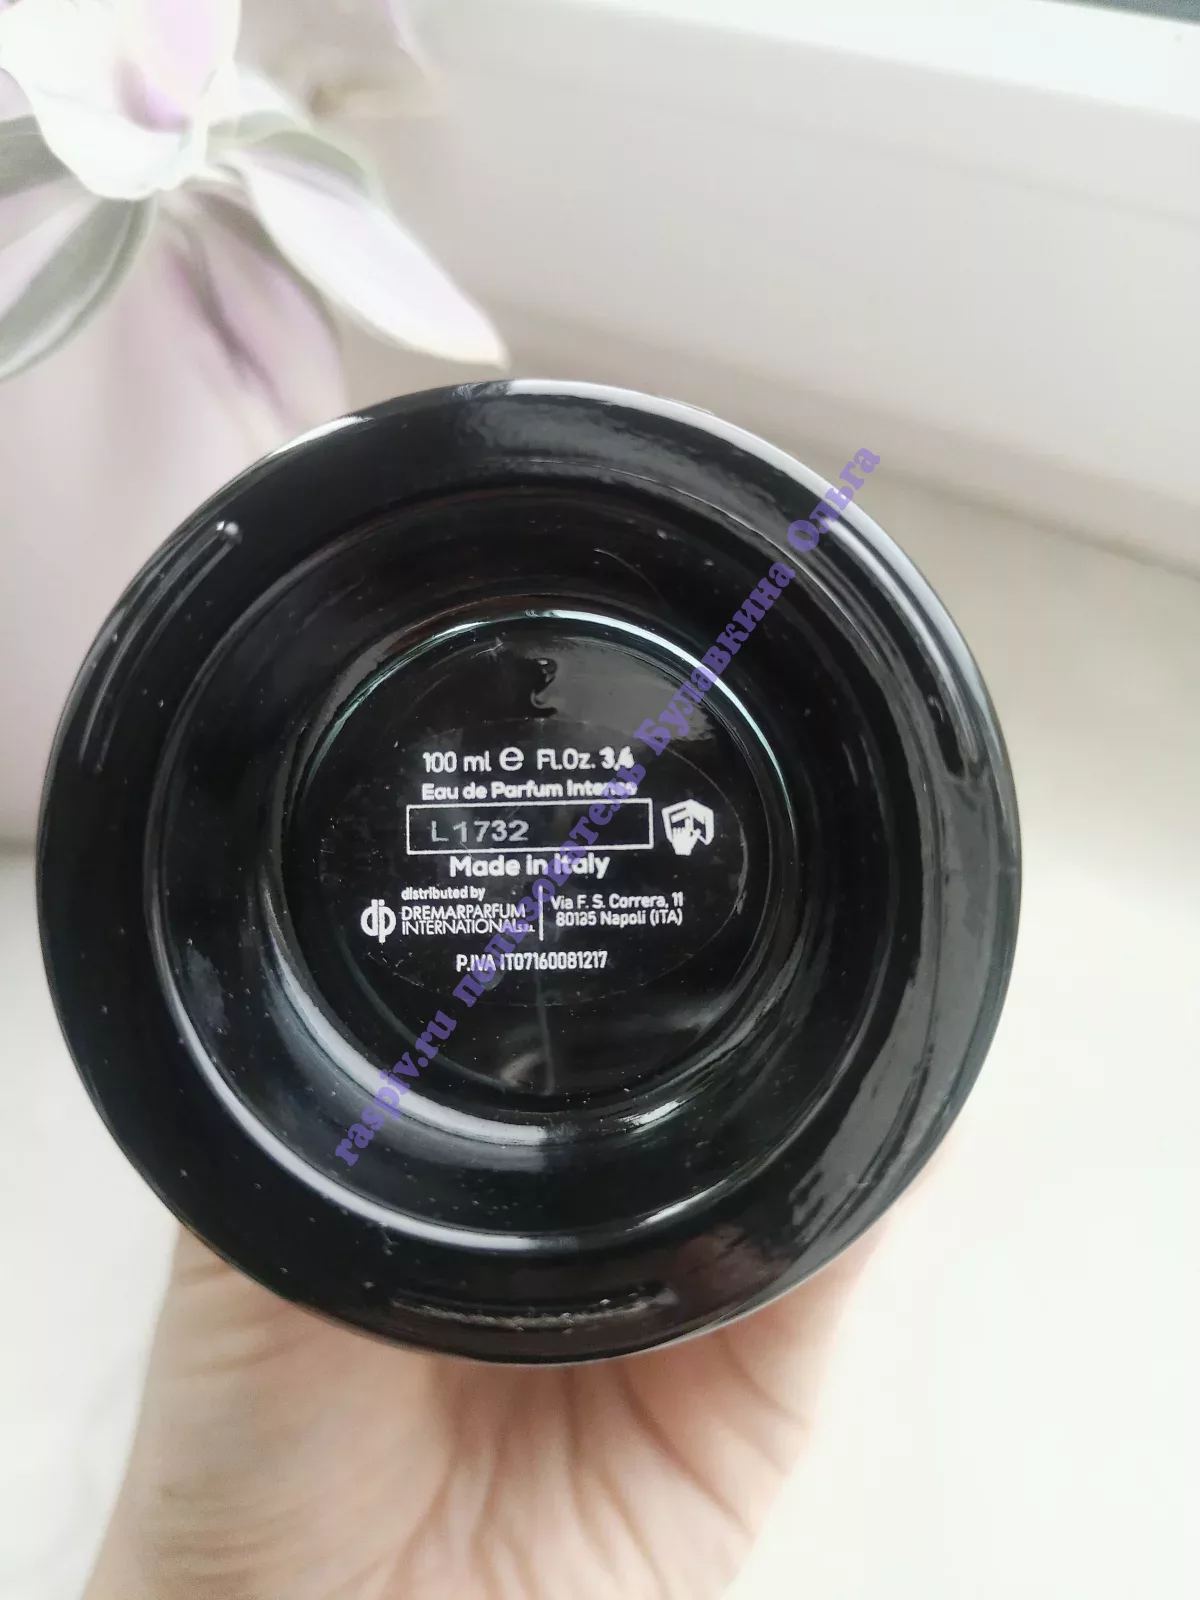 100 ml e Fl.Oz. 3,4
Eau de Parfum Intense
L1732
Made in Italy
distributed by
DREMARPARFUM
INTERNATIONAL
Via F. S. Correra, 11
80135 Napoli (ITA)
P.IVA IT07160081217
raspiv.ru пользователь Булавкина Ольга